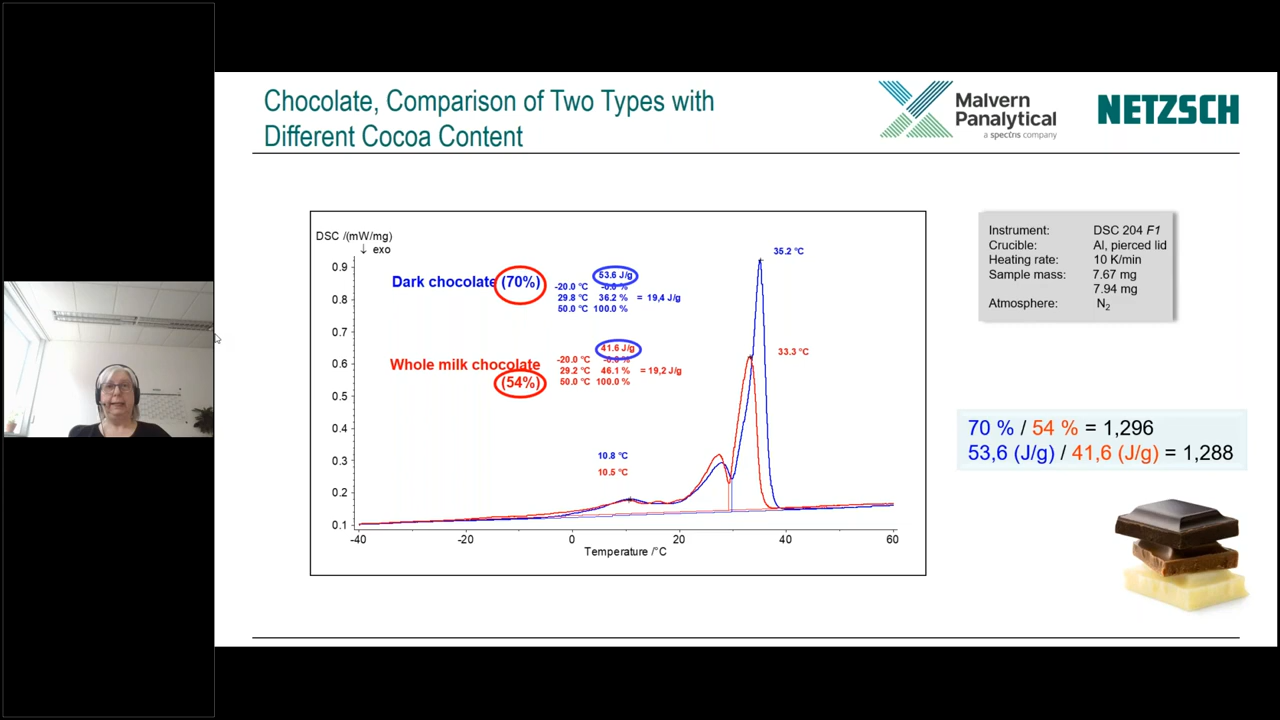 Chocolate, Comparison of Two Types with
Different Cocoa Content
Malvern
Panalytical
a spectris company
NETZSCH
DSC /(mW/mg)
↓ exo
0.9
0.8
0.7
0.6
0.5
0.4
0.3
0.2
0.1
-40
-20
0
20
40
60
Temperature /°C
Dark chocolate (70%)
53.6 J/g
-20.0 °C -0.0 %
29.8 °C 36.2 % = 19,4 J/g
50.0 °C 100.0 %
Whole milk chocolate
(54%)
41.6 J/g
-20.0 °C -0.0 %
29.2 °C 46.1 % = 19,2 J/g
50.0 °C 100.0 %
35.2 °C
33.3 °C
10.8 °C
10.5 °C
Instrument: DSC 204 F1
Crucible: Al, pierced lid
Heating rate: 10 K/min
Sample mass: 7.67 mg
7.94 mg
Atmosphere: N2
70 % / 54 % = 1,296
53,6 (J/g) / 41,6 (J/g) = 1,288